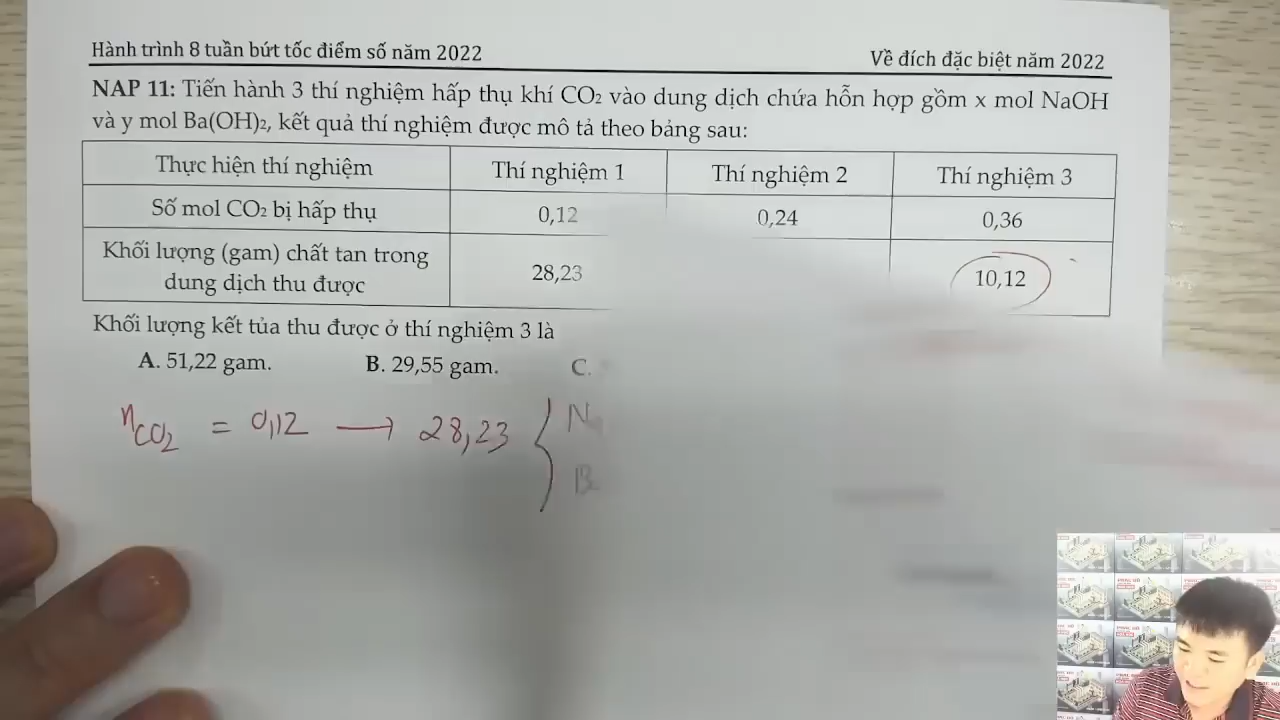 Hành trình 8 tuần bứt tốc điểm số năm 2022
Về đích đặc biệt năm 2022
NAP 11: Tiến hành 3 thí nghiệm hấp thụ khí CO₂ vào dung dịch chứa hỗn hợp gồm x mol NaOH
và y mol Ba(OH)₂, kết quả thí nghiệm được mô tả theo bảng sau:
Thực hiện thí nghiệm Thí nghiệm 1 Thí nghiệm 2 Thí nghiệm 3
Số mol CO₂ bị hấp thụ 0,12 0,24 0,36
Khối lượng (gam) chất tan trong
dung dịch thu được 28,23 10,12
Khối lượng kết tủa thu được ở thí nghiệm 3 là
A. 51,22 gam. B. 29,55 gam. C.
nCO₂ = 0,12 → 28,23 {